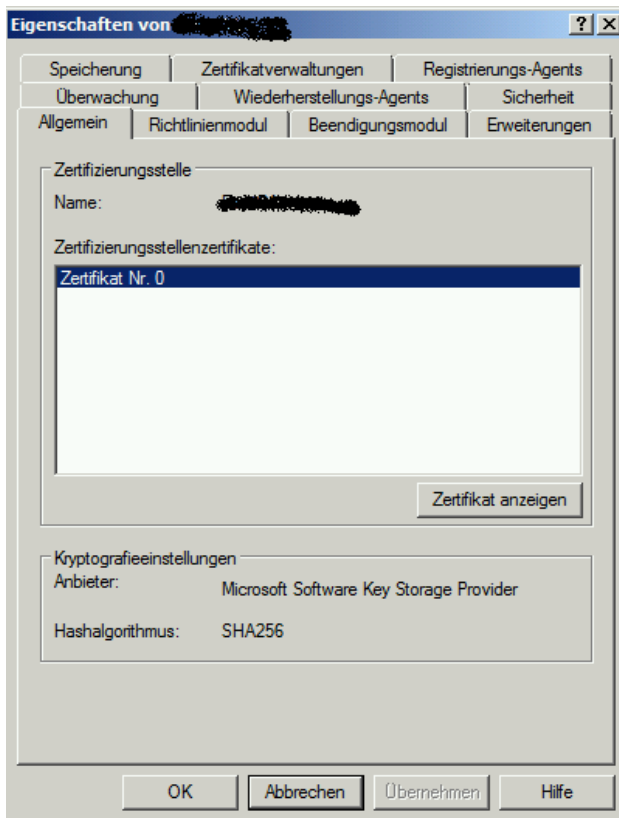 Eigenschaften von
Speicherung Zertifikatverwaltungen Registrierungs-Agents
Überwachung Wiederherstellungs-Agents Sicherheit
Allgemein Richtlinienmodul Beendigungsmodul Erweiterungen
Zertifizierungsstelle
Name:
Zertifizierungsstellenzertifikate:
Zertifikat Nr. 0
Zertifikat anzeigen
Kryptografieeinstellungen
Anbieter: Microsoft Software Key Storage Provider
Hashalgorithmus: SHA256
OK Abbrechen Übernehmen Hilfe